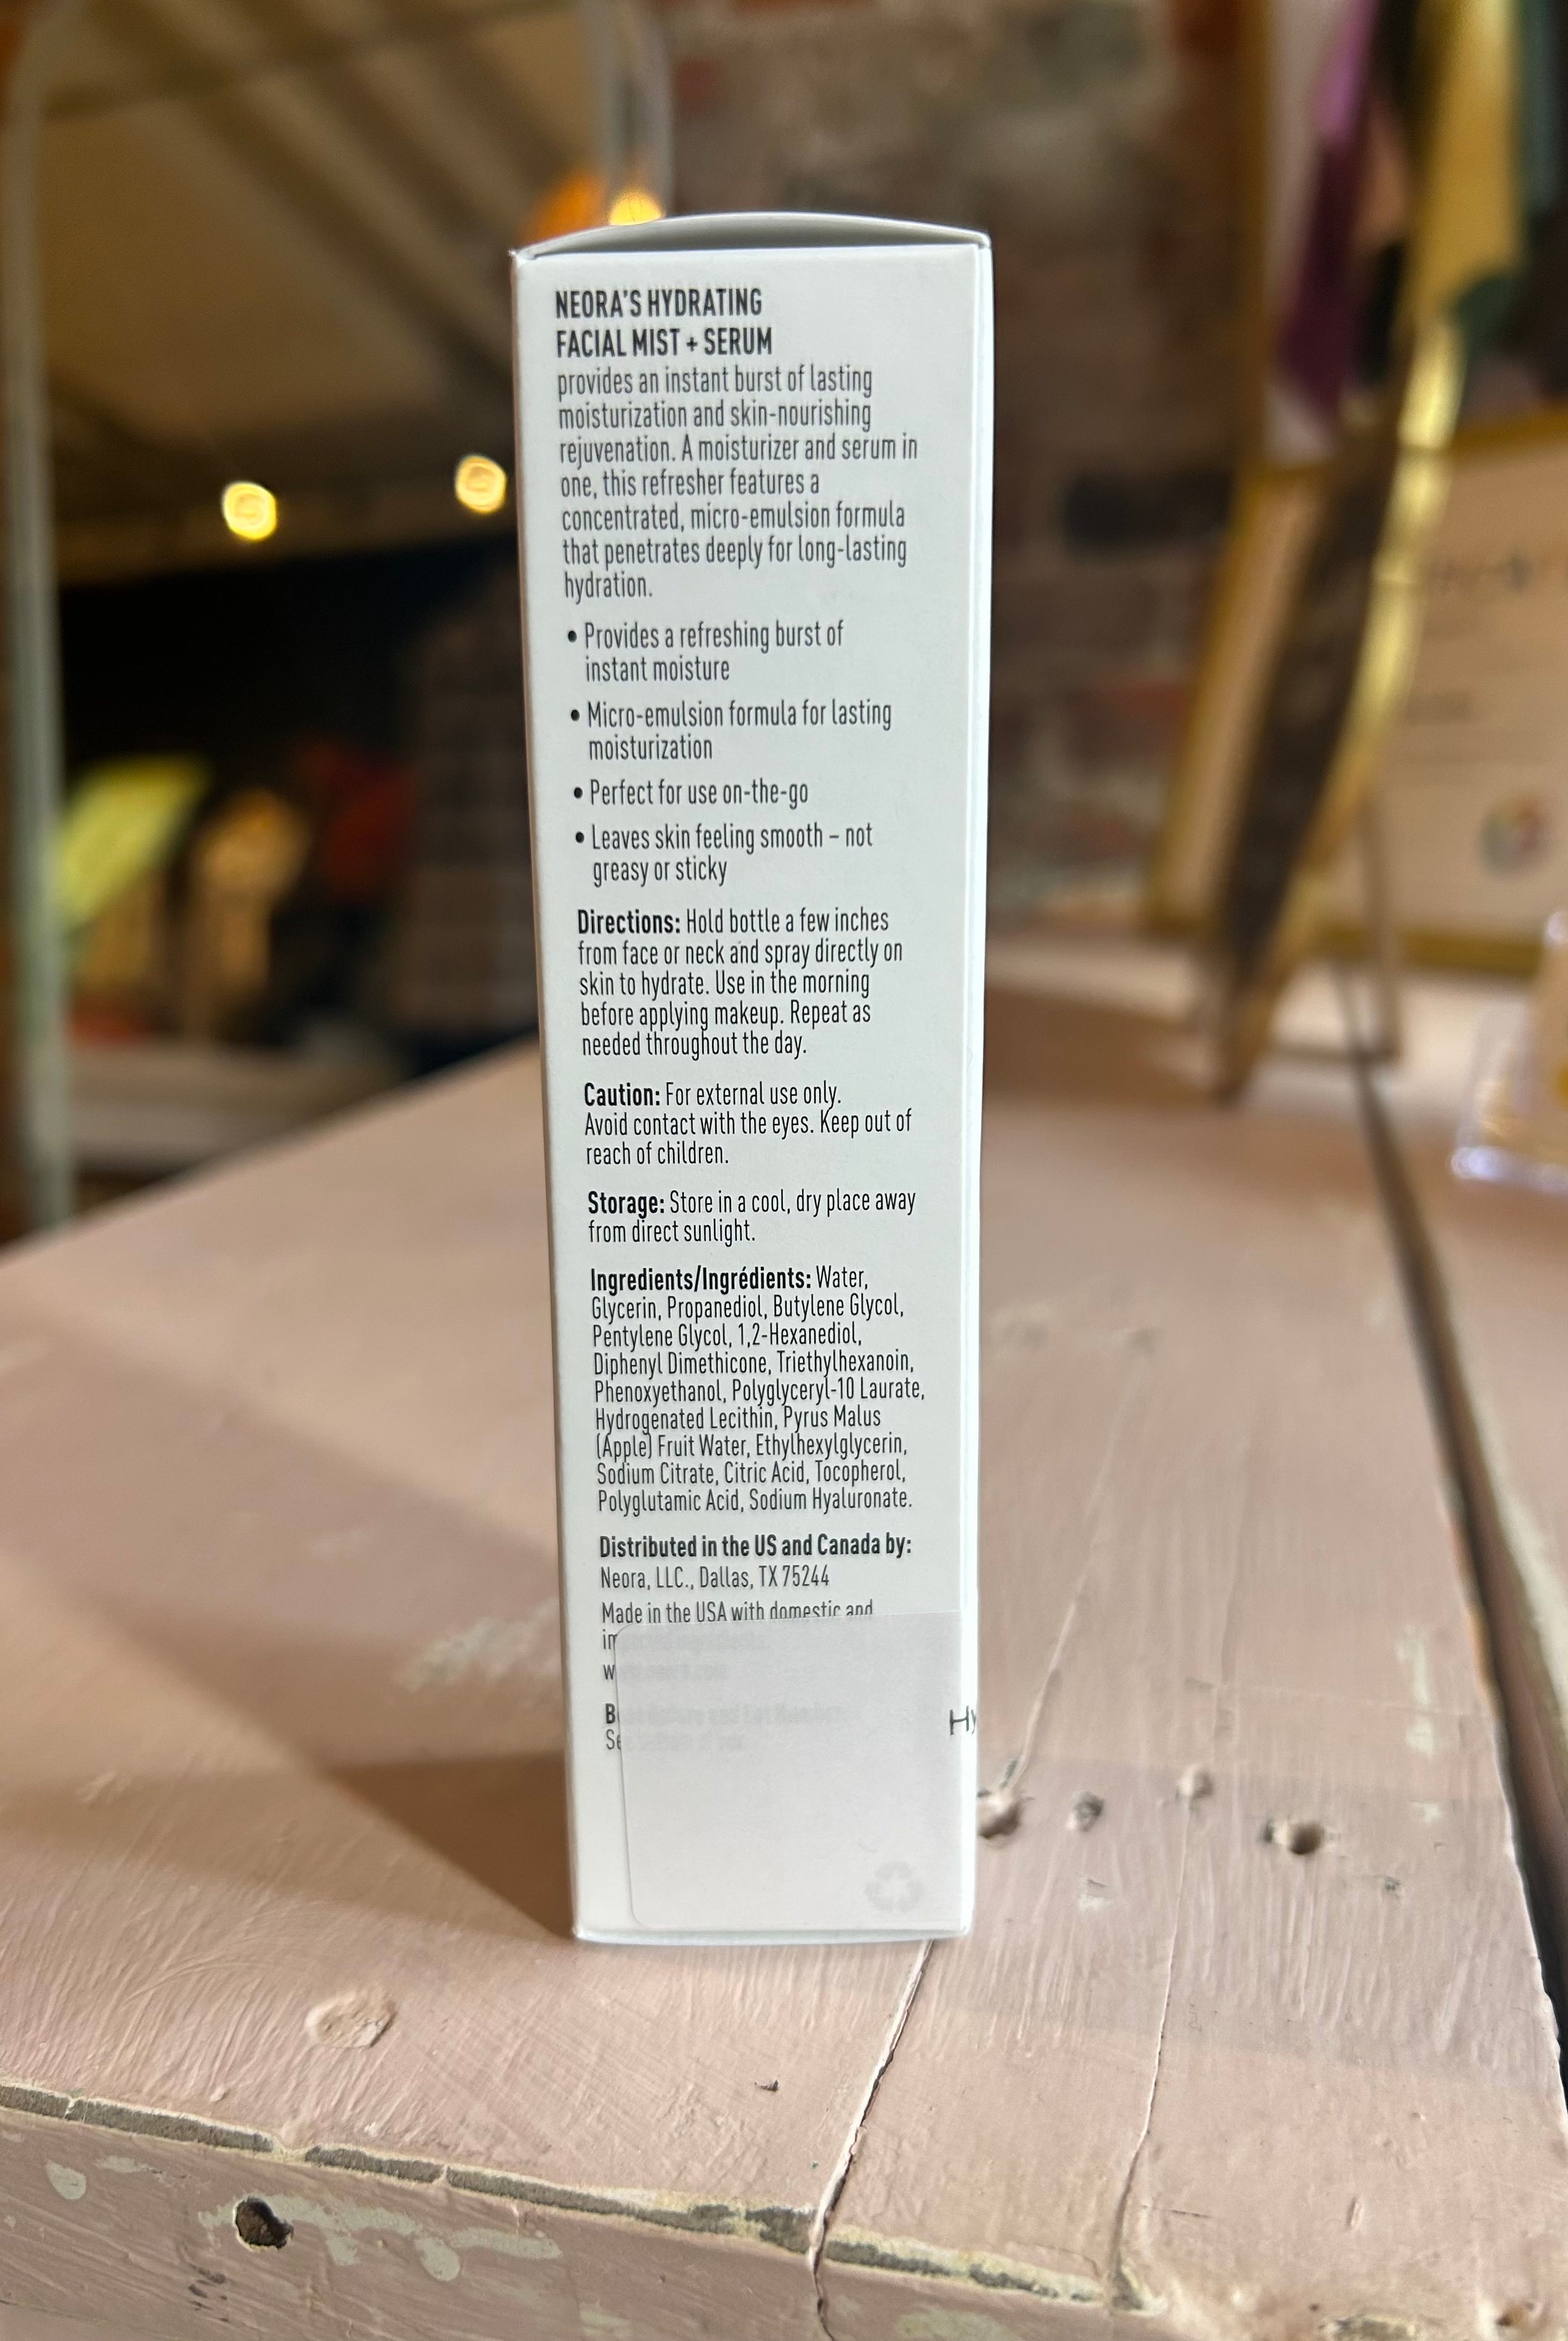 NEORA'S HYDRATING
FACIAL MIST + SERUM
provides an instant burst of lasting
moisturization and skin-nourishing
rejuvenation. A moisturizer and serum in
one, this refresher features a
concentrated, micro-emulsion formula
that penetrates deeply for long-lasting
hydration.
• Provides a refreshing burst of
instant moisture
• Micro-emulsion formula for lasting
moisturization
• Perfect for use on-the-go
• Leaves skin feeling smooth – not
greasy or sticky
Directions: Hold bottle a few inches
from face or neck and spray directly on
skin to hydrate. Use in the morning
before applying makeup. Repeat as
needed throughout the day.
Caution: For external use only.
Avoid contact with the eyes. Keep out of
reach of children.
Storage: Store in a cool, dry place away
from direct sunlight.
Ingredients/Ingrédients: Water,
Glycerin, Propanediol, Butylene Glycol,
Pentylene Glycol, 1,2-Hexanediol,
Diphenyl Dimethicone, Triethylhexanoin,
Phenoxyethanol, Polyglyceryl-10 Laurate,
Hydrogenated Lecithin, Pyrus Malus
(Apple) Fruit Water, Ethylhexylglycerin,
Sodium Citrate, Citric Acid, Tocopherol,
Polyglutamic Acid, Sodium Hyaluronate.
Distributed in the US and Canada by:
Neora, LLC., Dallas, TX 75244
Made in the USA with domestic and